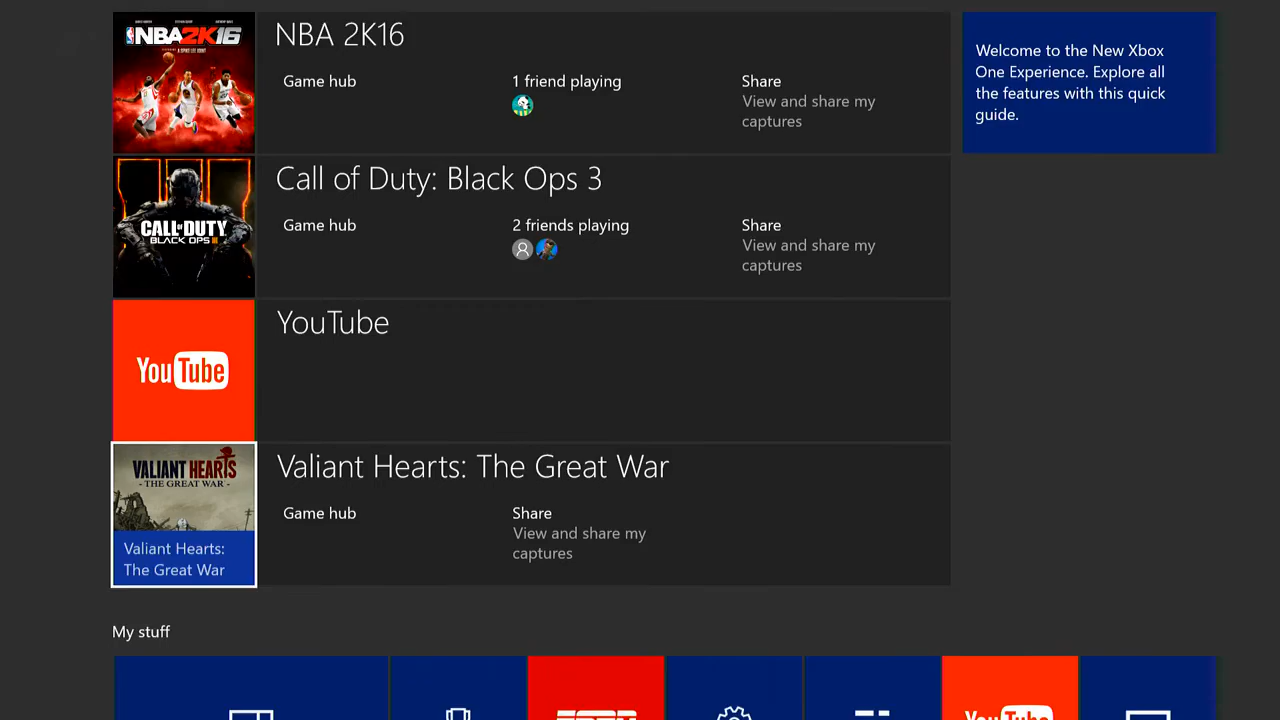 NBA 2K16
NBA 2K16
Game hub
1 friend playing
Share
View and share my
captures
Welcome to the New Xbox
One Experience. Explore all
the features with this quick
guide.
CALL OF DUTY
BLACK OPS III
Call of Duty: Black Ops 3
Game hub
2 friends playing
Share
View and share my
captures
YouTube
YouTube
VALIANT HEARTS
- THE GREAT WAR -
Valiant Hearts:
The Great War
Valiant Hearts: The Great War
Game hub
Share
View and share my
captures
My stuff
ESPN
YouTube